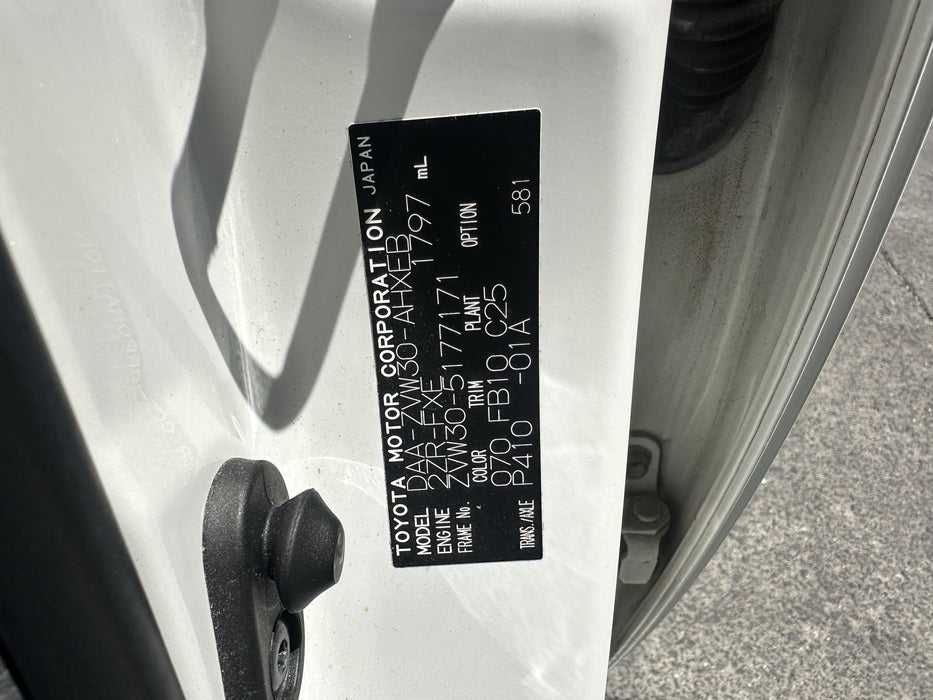 TOYOTA MOTOR CORPORATION JAPAN
MODEL DAA-ZVW30-AHXEB
ENGINE 2ZR-FXE 1797 mL
FRAME No. ZVW30-5177171
COLOR TRIM PLANT OPTION
070 FB10 C25
TRANS./AXLE P410 -01A 581